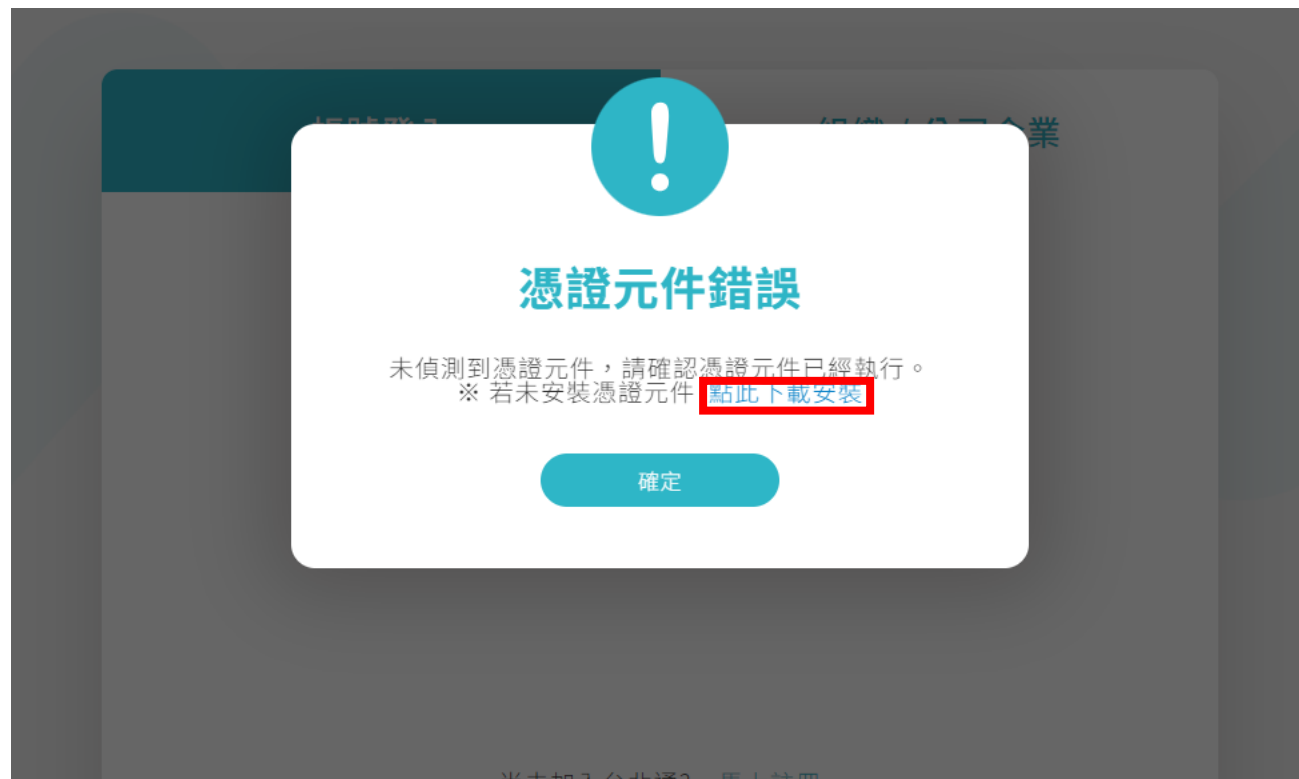 憑證元件錯誤
未偵測到憑證元件，請確認憑證元件已經執行。
※ 若未安裝憑證元件 點此下載安裝
確定